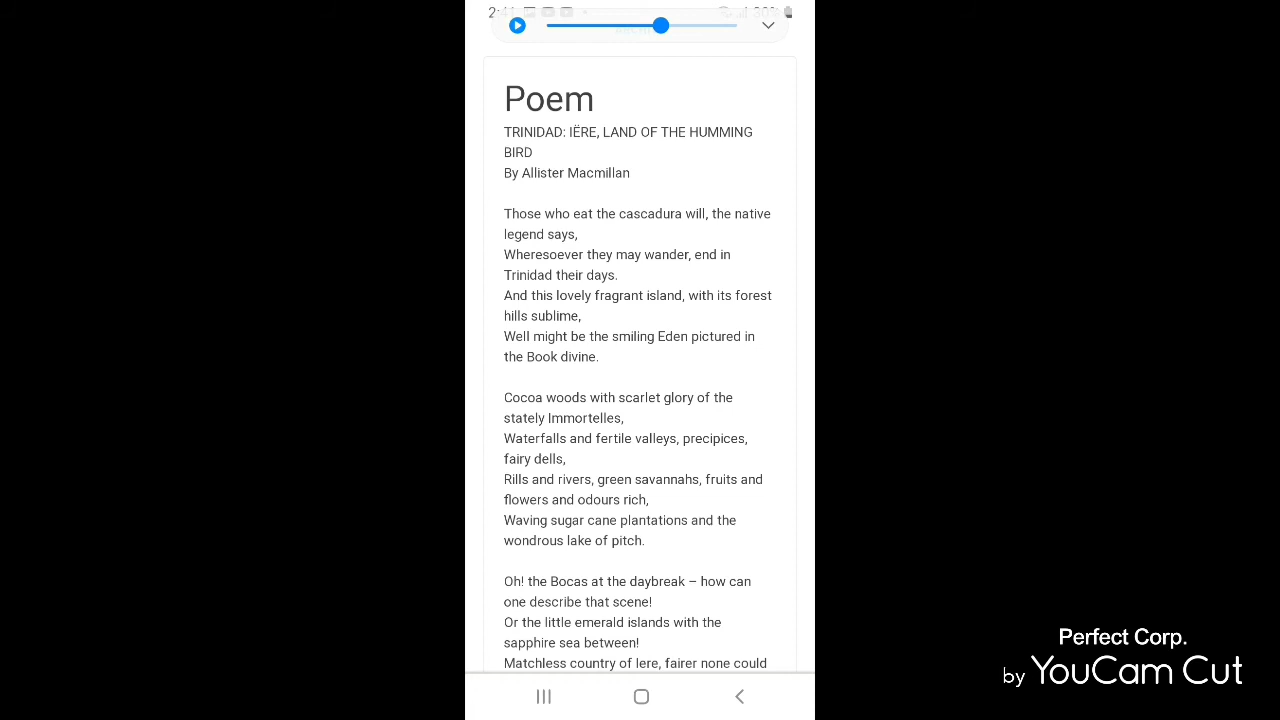 2:41
Poem
TRINIDAD: IËRE, LAND OF THE HUMMING
BIRD
By Allister Macmillan
Those who eat the cascadura will, the native
legend says,
Wheresoever they may wander, end in
Trinidad their days.
And this lovely fragrant island, with its forest
hills sublime,
Well might be the smiling Eden pictured in
the Book divine.
Cocoa woods with scarlet glory of the
stately Immortelles,
Waterfalls and fertile valleys, precipices,
fairy dells,
Rills and rivers, green savannahs, fruits and
flowers and odours rich,
Waving sugar cane plantations and the
wondrous lake of pitch.
Oh! the Bocas at the daybreak – how can
one describe that scene!
Or the little emerald islands with the
sapphire sea between!
Matchless country of Iere, fairer none could
Perfect Corp.
by YouCam Cut